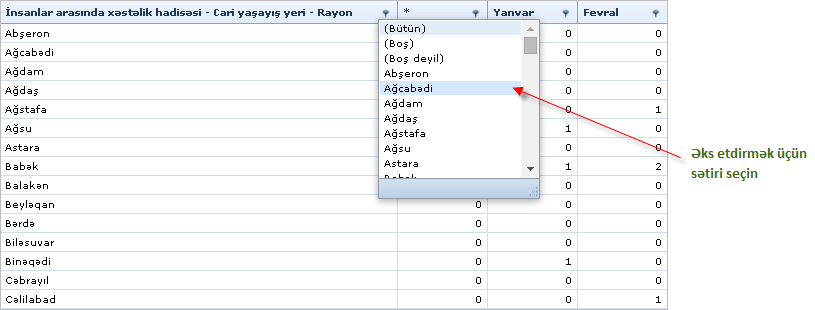 İnsanlar arasında xəstəlik hadisəsi - Cari yaşayış yeri - Rayon * Yanvar Fevral
Abşeron 0 0
Ağcabədi 0 0
Ağdam 0 0
Ağdaş 0 0
Ağstafa 0 1
Ağsu 1 0
Astara 0 0
Babək 1 2
Balakən 0 0
Beyləqan 0 0 0
Bərdə 0 0 0
Biləsuvar 0 0 0
Binəqədi 0 1 0
Cəbrayıl 0 0 0
Cəlilabad 0 0 1
(Bütün)
(Boş)
(Boş deyil)
Abşeron
Ağcabədi
Ağdam
Ağdaş
Ağstafa
Ağsu
Astara
Babək
Əks etdirmək üçün
sətiri seçin